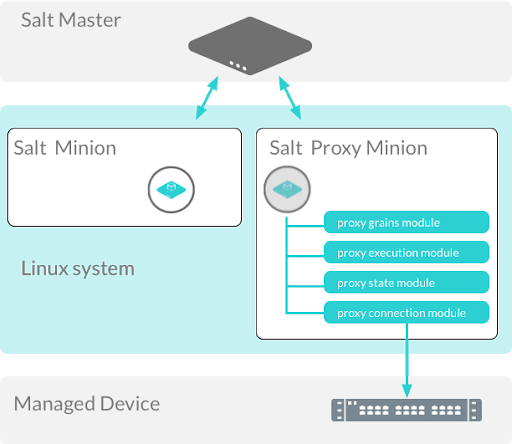 Salt Master
Salt Minion
Salt Proxy Minion
proxy grains module
proxy execution module
proxy state module
proxy connection module
Linux system
Managed Device